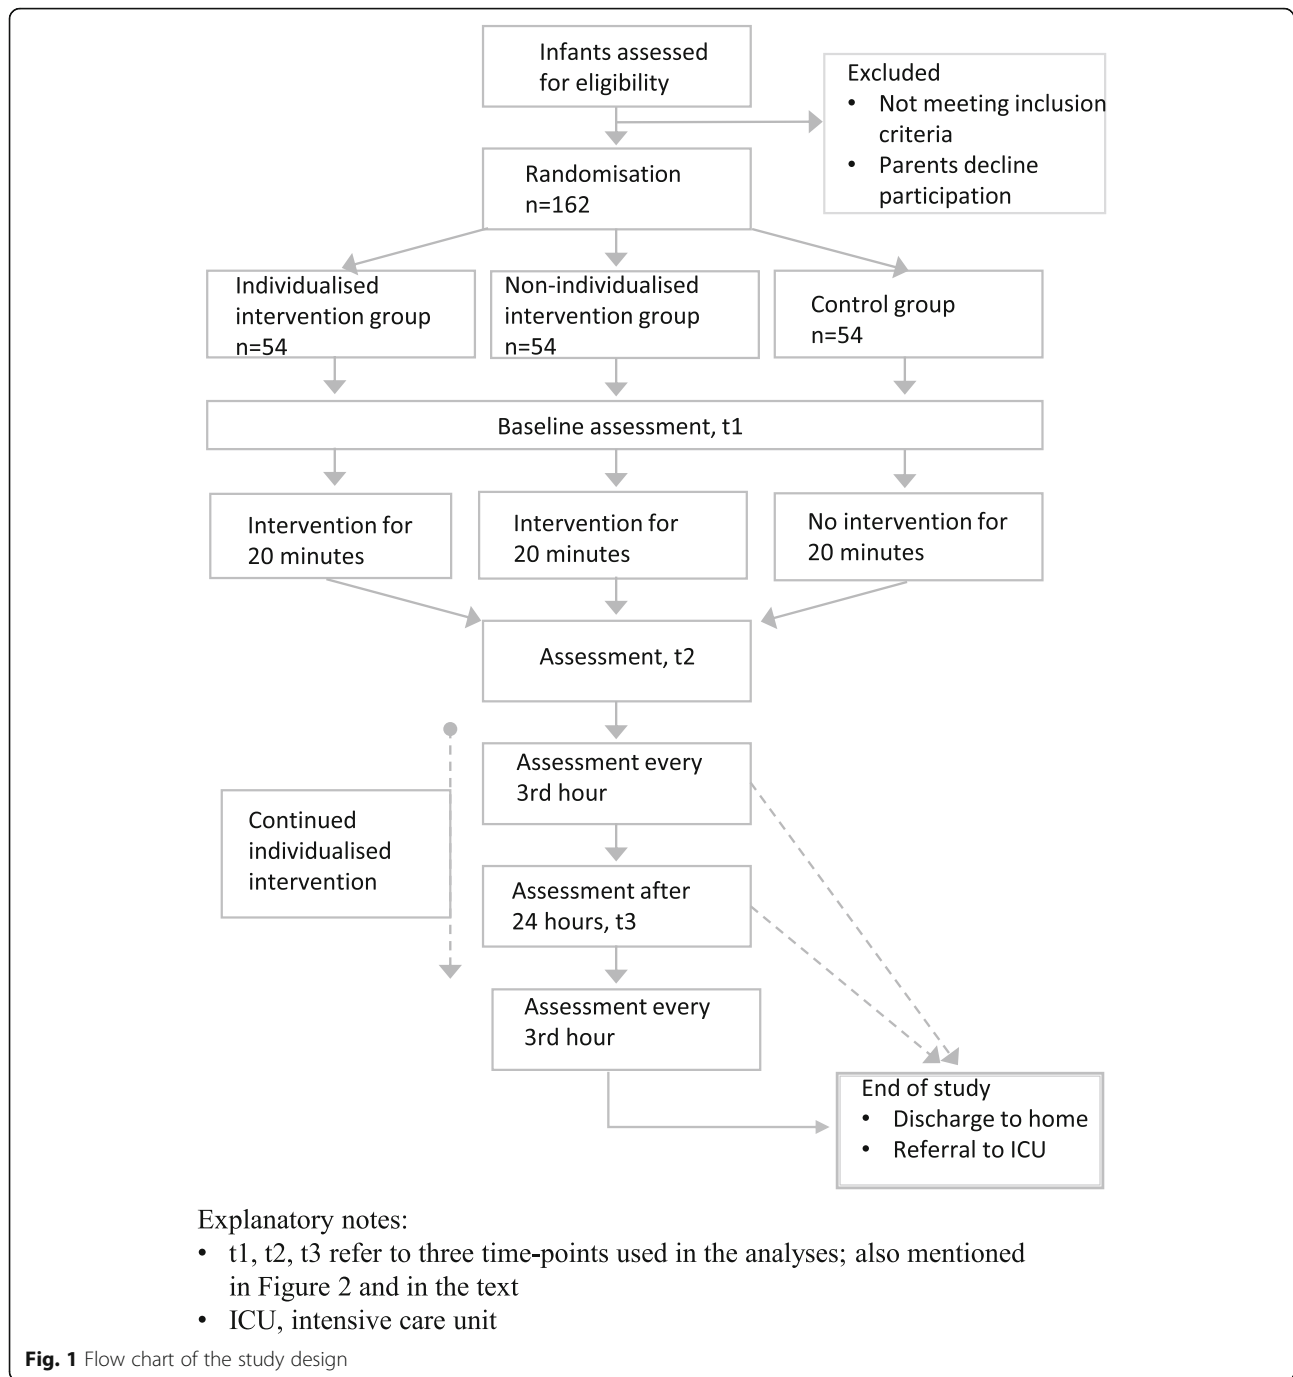 Infants assessed
for eligibility
Excluded
• Not meeting inclusion
criteria
• Parents decline
participation
Randomisation
n=162
Individualised
intervention group
n=54
Non-individualised
intervention group
n=54
Control group
n=54
Baseline assessment, t1
Intervention for
20 minutes
Intervention for
20 minutes
No intervention for
20 minutes
Assessment, t2
Assessment every
3rd hour
Continued
individualised
intervention
Assessment after
24 hours, t3
Assessment every
3rd hour
End of study
• Discharge to home
• Referral to ICU
Explanatory notes:
• t1, t2, t3 refer to three time-points used in the analyses; also mentioned
in Figure 2 and in the text
• ICU, intensive care unit
Fig. 1 Flow chart of the study design